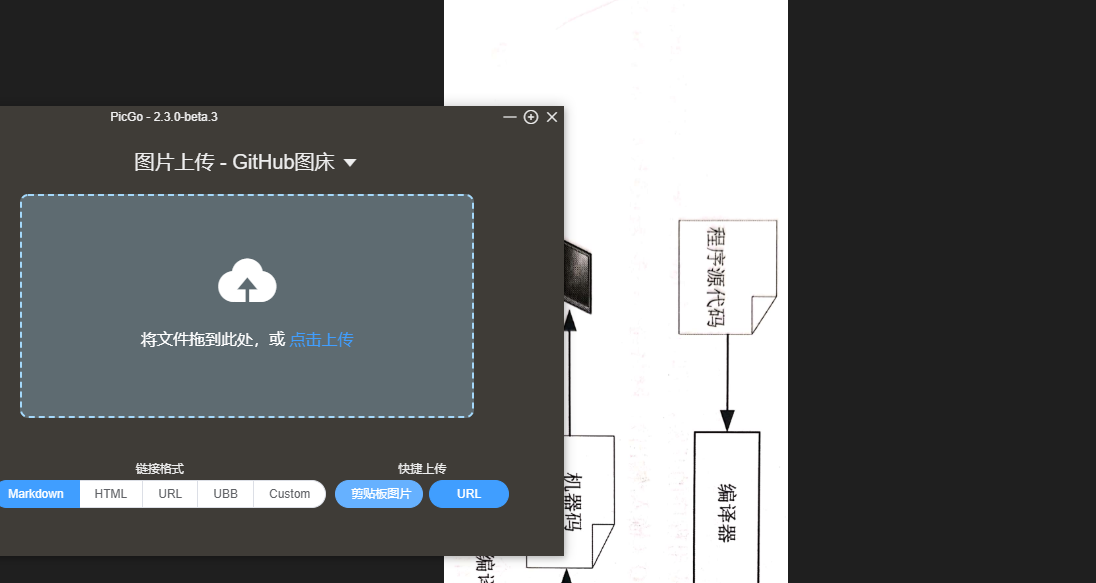 PicGo - 2.3.0-beta.3
图片上传 - GitHub图床
将文件拖到此处，或 点击上传
链接格式
快捷上传
Markdown HTML URL UBB Custom 剪贴板图片 URL
程序源代码
机器码
编译器